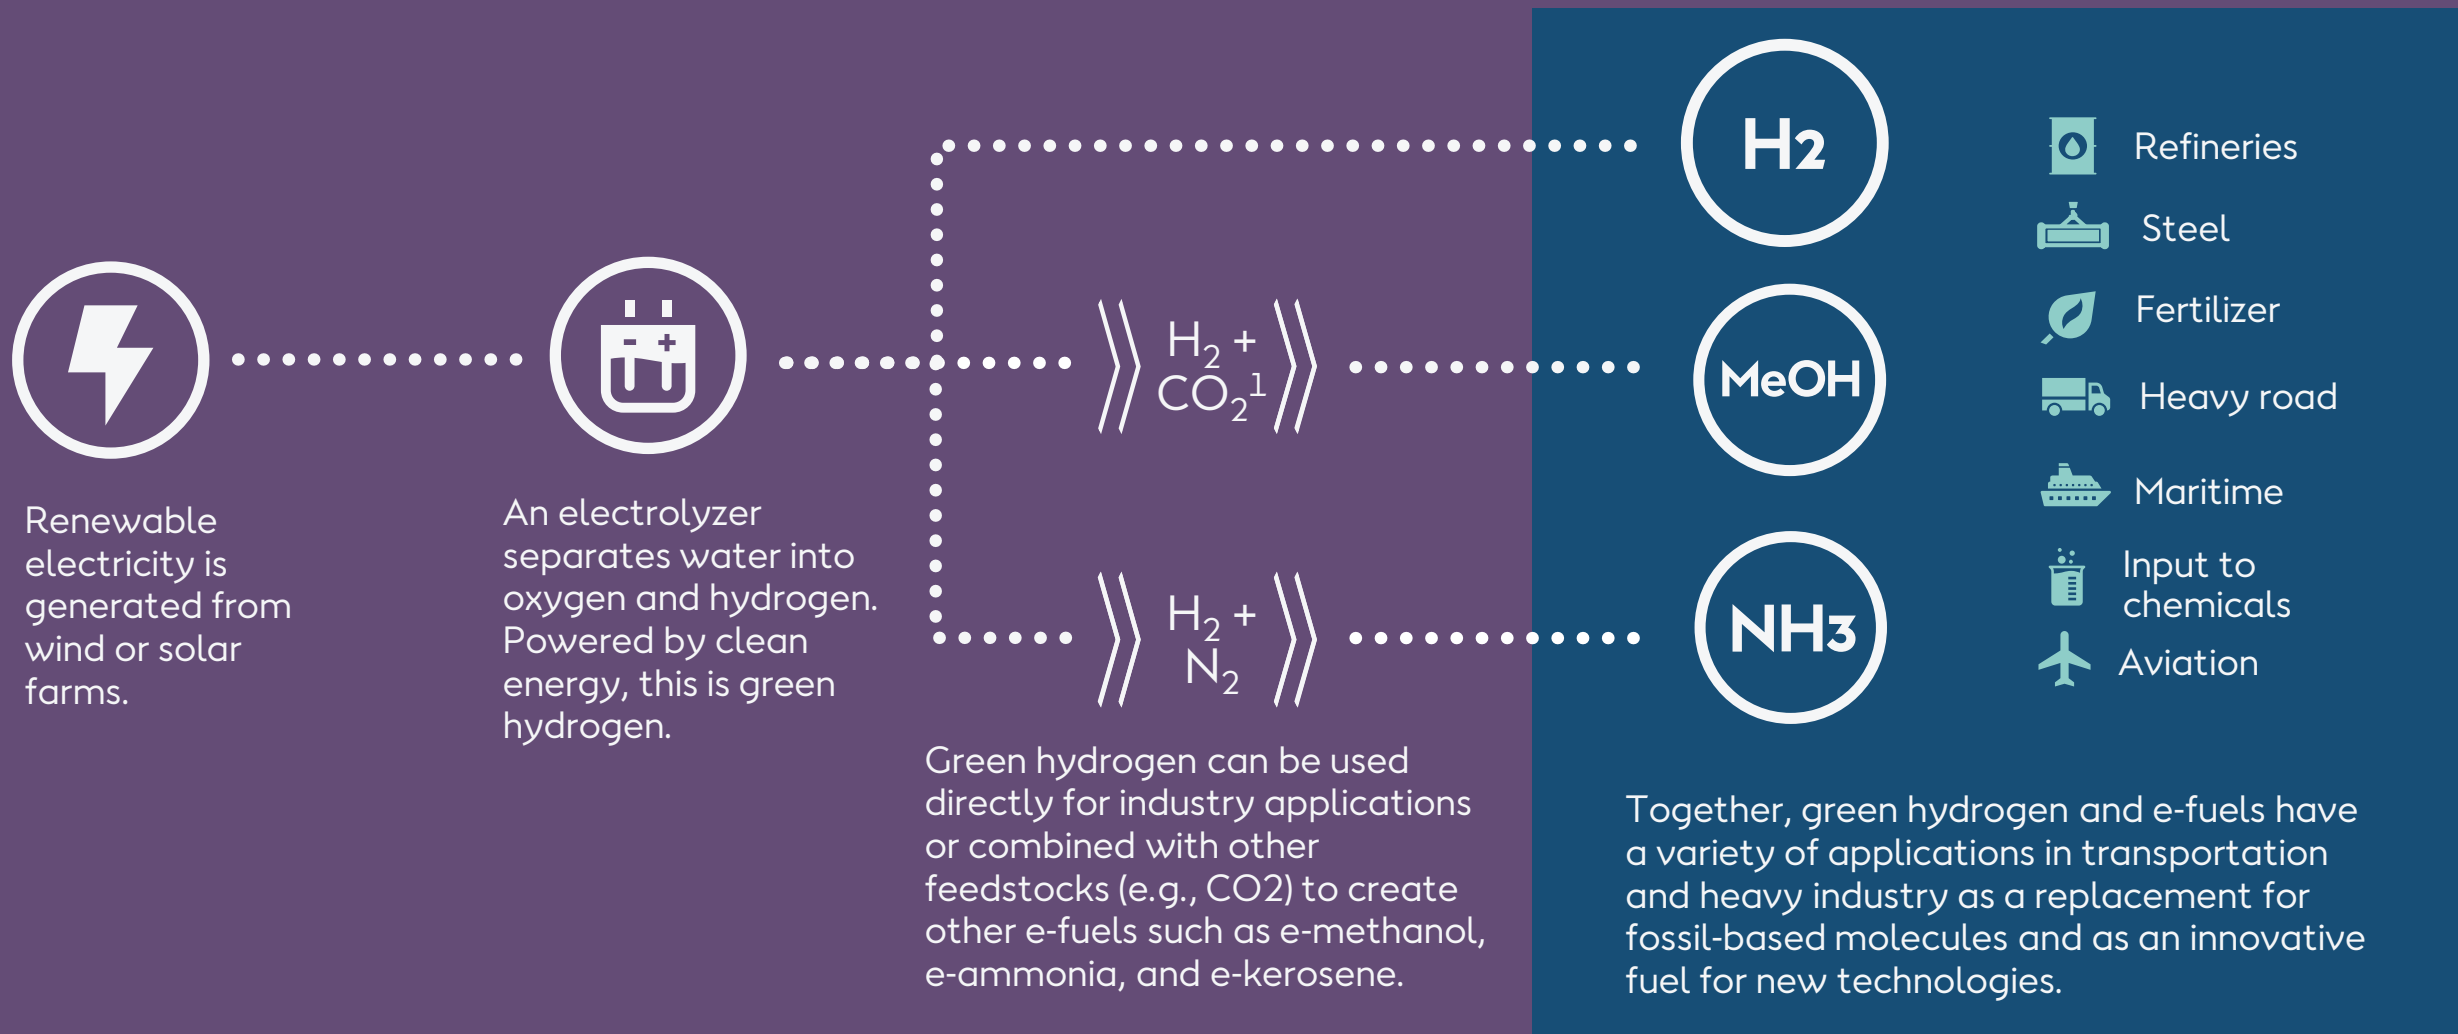 Renewable
electricity is
generated from
wind or solar
farms.
- +
An electrolyzer
separates water into
oxygen and hydrogen.
Powered by clean
energy, this is green
hydrogen.
H₂ +
CO₂¹
H₂ +
N₂
Green hydrogen can be used
directly for industry applications
or combined with other
feedstocks (e.g., CO2) to create
other e-fuels such as e-methanol,
e-ammonia, and e-kerosene.
H2
MeOH
NH3
Refineries
Steel
Fertilizer
Heavy road
Maritime
Input to
chemicals
Aviation
Together, green hydrogen and e-fuels have
a variety of applications in transportation
and heavy industry as a replacement for
fossil-based molecules and as an innovative
fuel for new technologies.